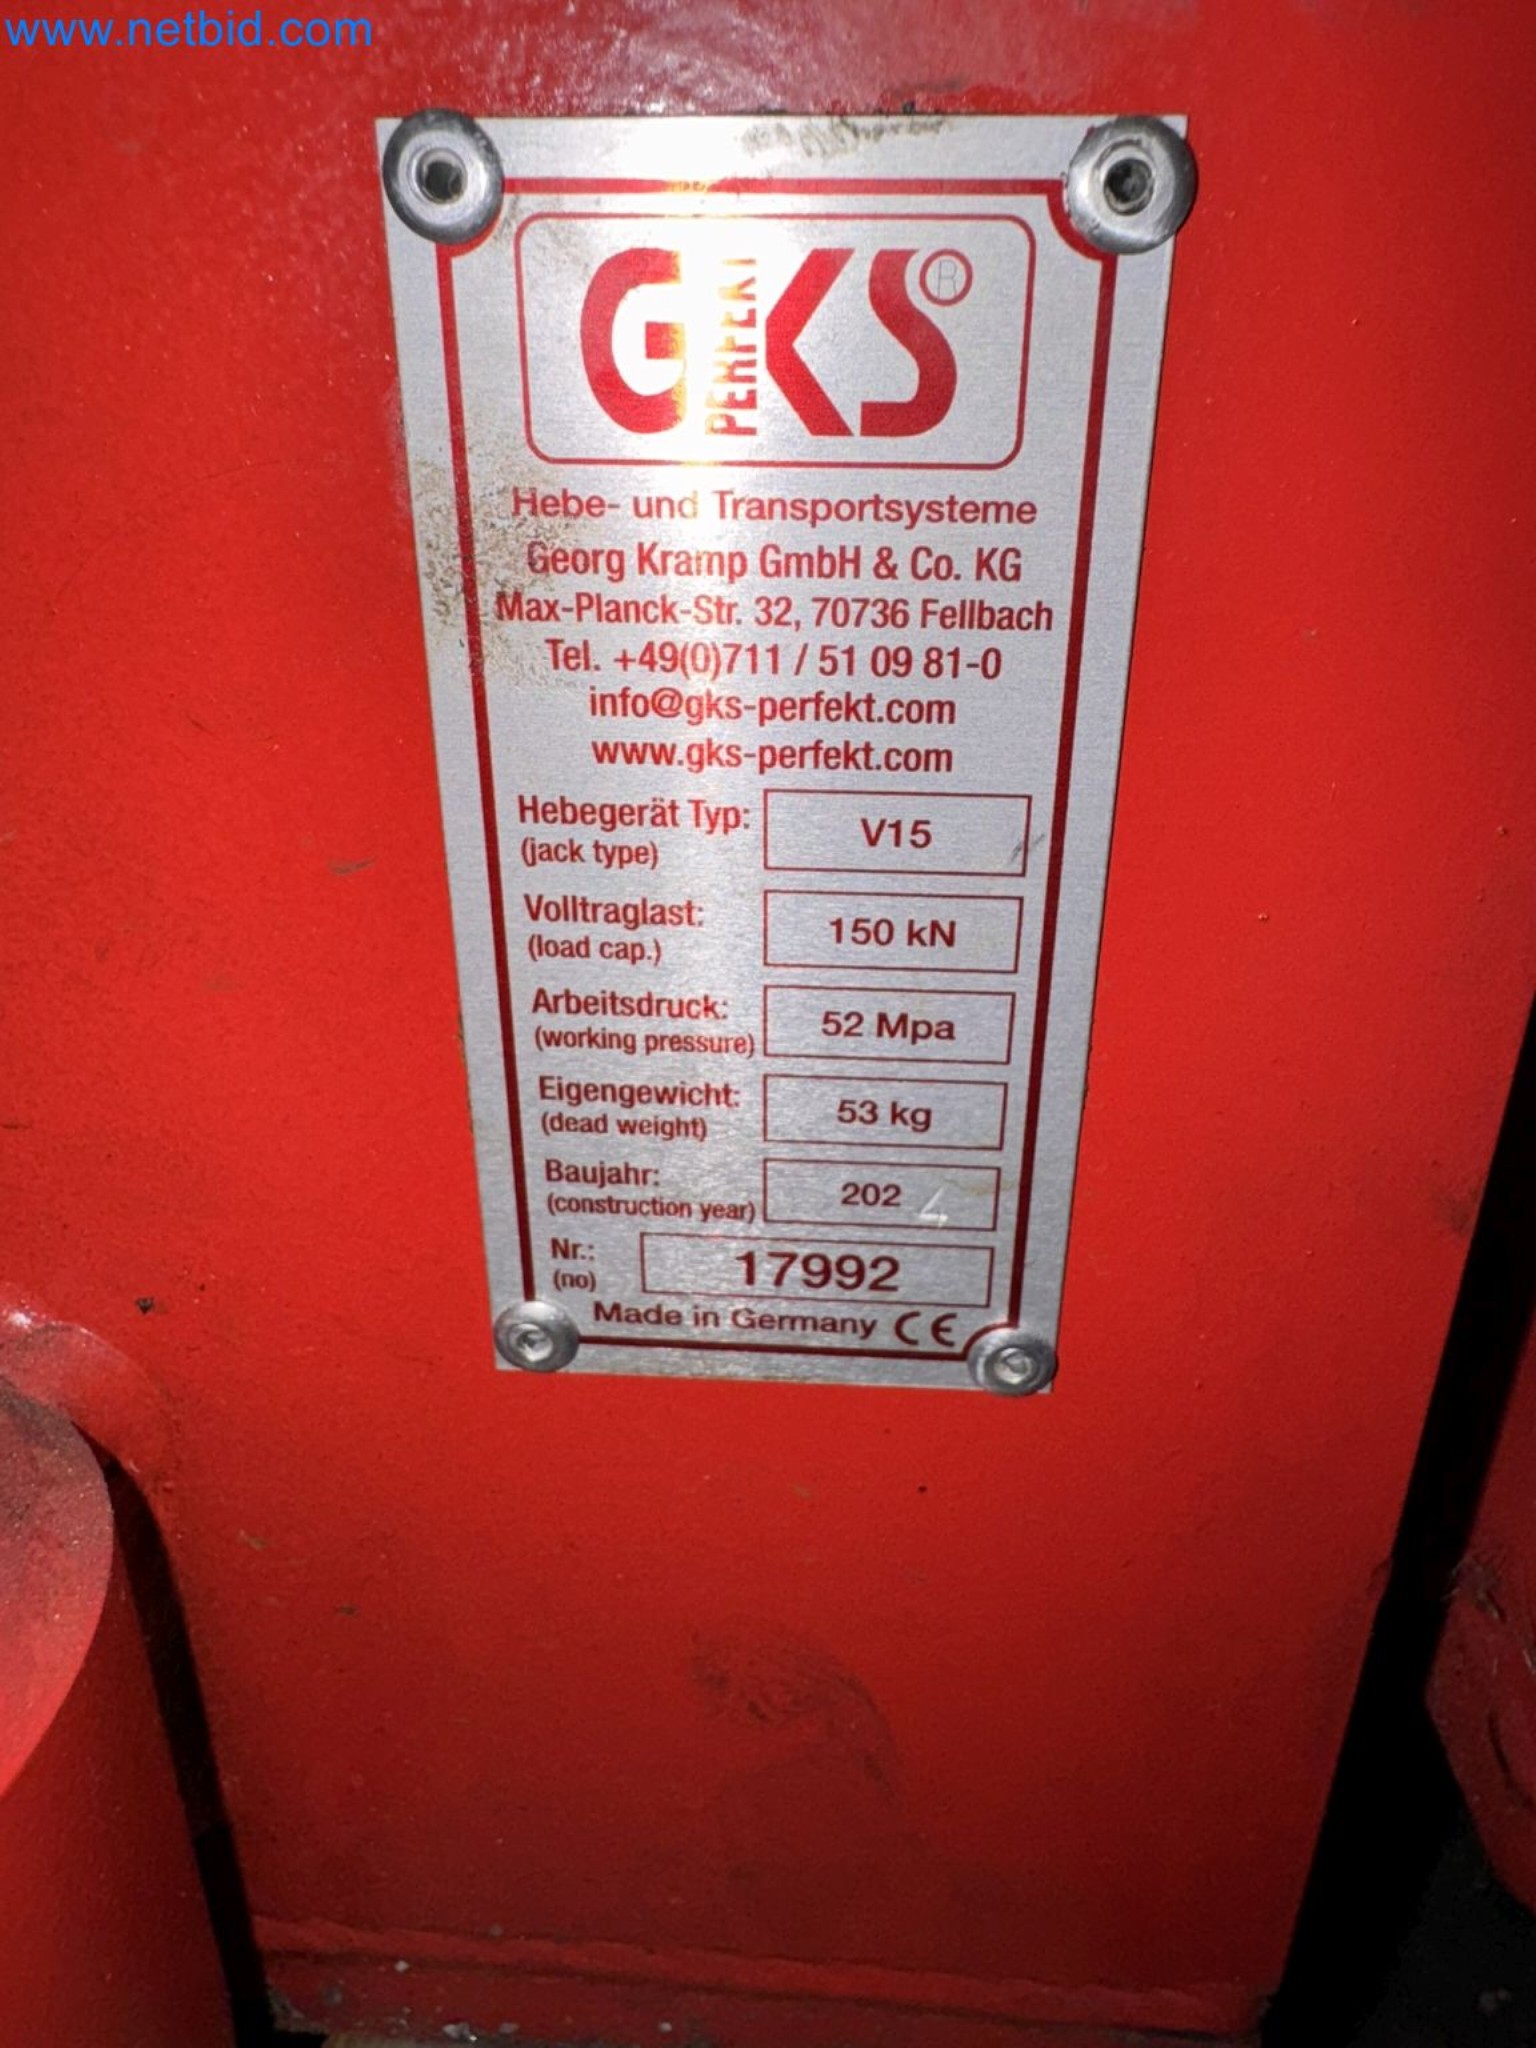 www.netbid.com
GKS®
PERFEKT
Hebe- und Transportsysteme
Georg Kramp GmbH & Co. KG
Max-Planck-Str. 32, 70736 Fellbach
Tel. +49(0)711 / 51 09 81-0
info@gks-perfekt.com
www.gks-perfekt.com
Hebegerät Typ: V15
(jack type)
Volltraglast: 150 kN
(load cap.)
Arbeitsdruck: 52 Mpa
(working pressure)
Eigengewicht: 53 kg
(dead weight)
Baujahr: 202 4
(construction year)
Nr.: 17992
(no)
Made in Germany CE